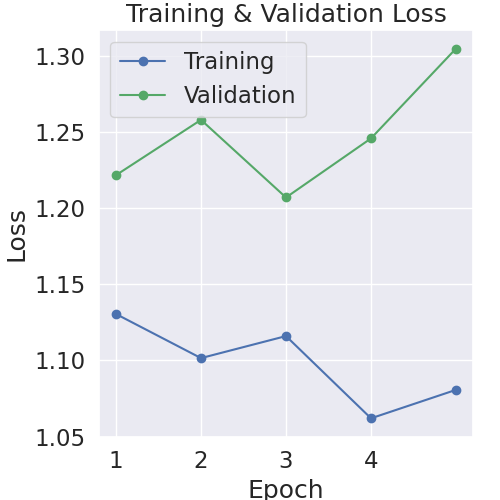 Training & Validation Loss
Training
Validation
Loss
1.30
1.25
1.20
1.15
1.10
1.05
1 2 3 4
Epoch